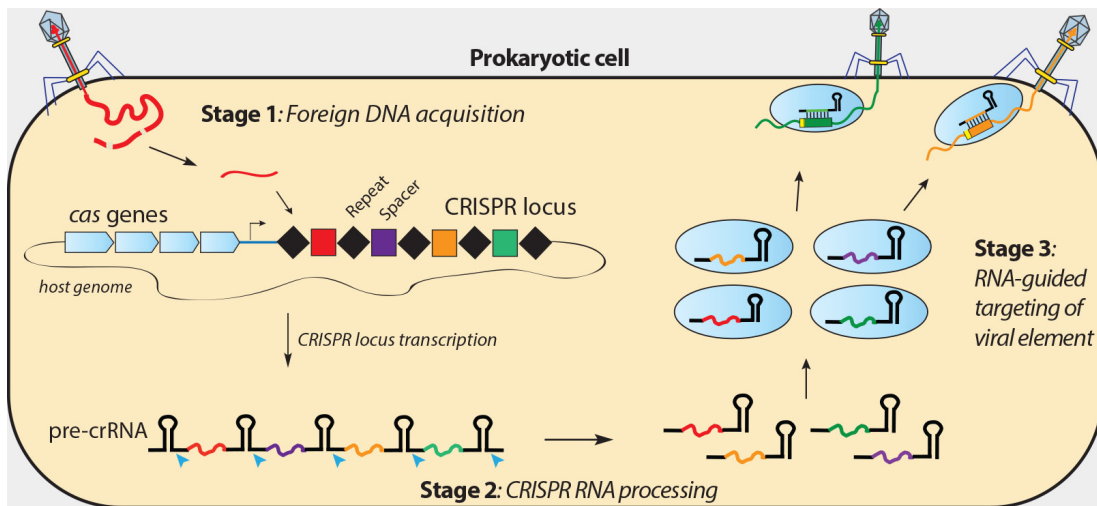 Prokaryotic cell
Stage 1: Foreign DNA acquisition
cas genes
Repeat
Spacer
CRISPR locus
host genome
CRISPR locus transcription
pre-crRNA
Stage 2: CRISPR RNA processing
Stage 3:
RNA-guided
targeting of
viral element